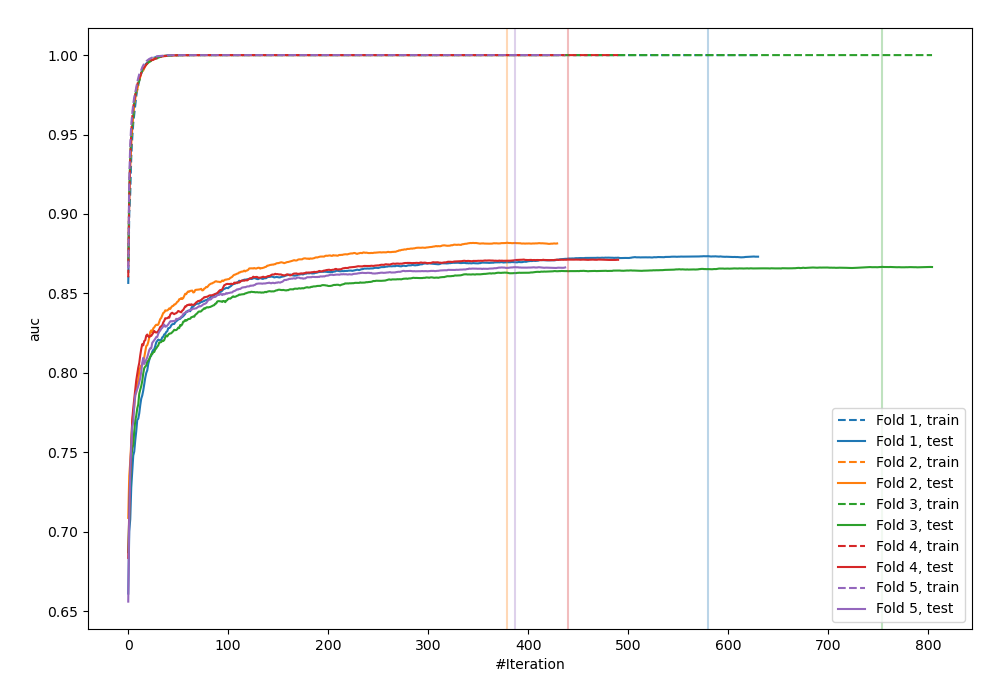 1.00
0.95
0.90
0.85
0.80
0.75
0.70
0.65
auc
0
100
200
300
400
500
600
700
800
#Iteration
Fold 1, train
Fold 1, test
Fold 2, train
Fold 2, test
Fold 3, train
Fold 3, test
Fold 4, train
Fold 4, test
Fold 5, train
Fold 5, test